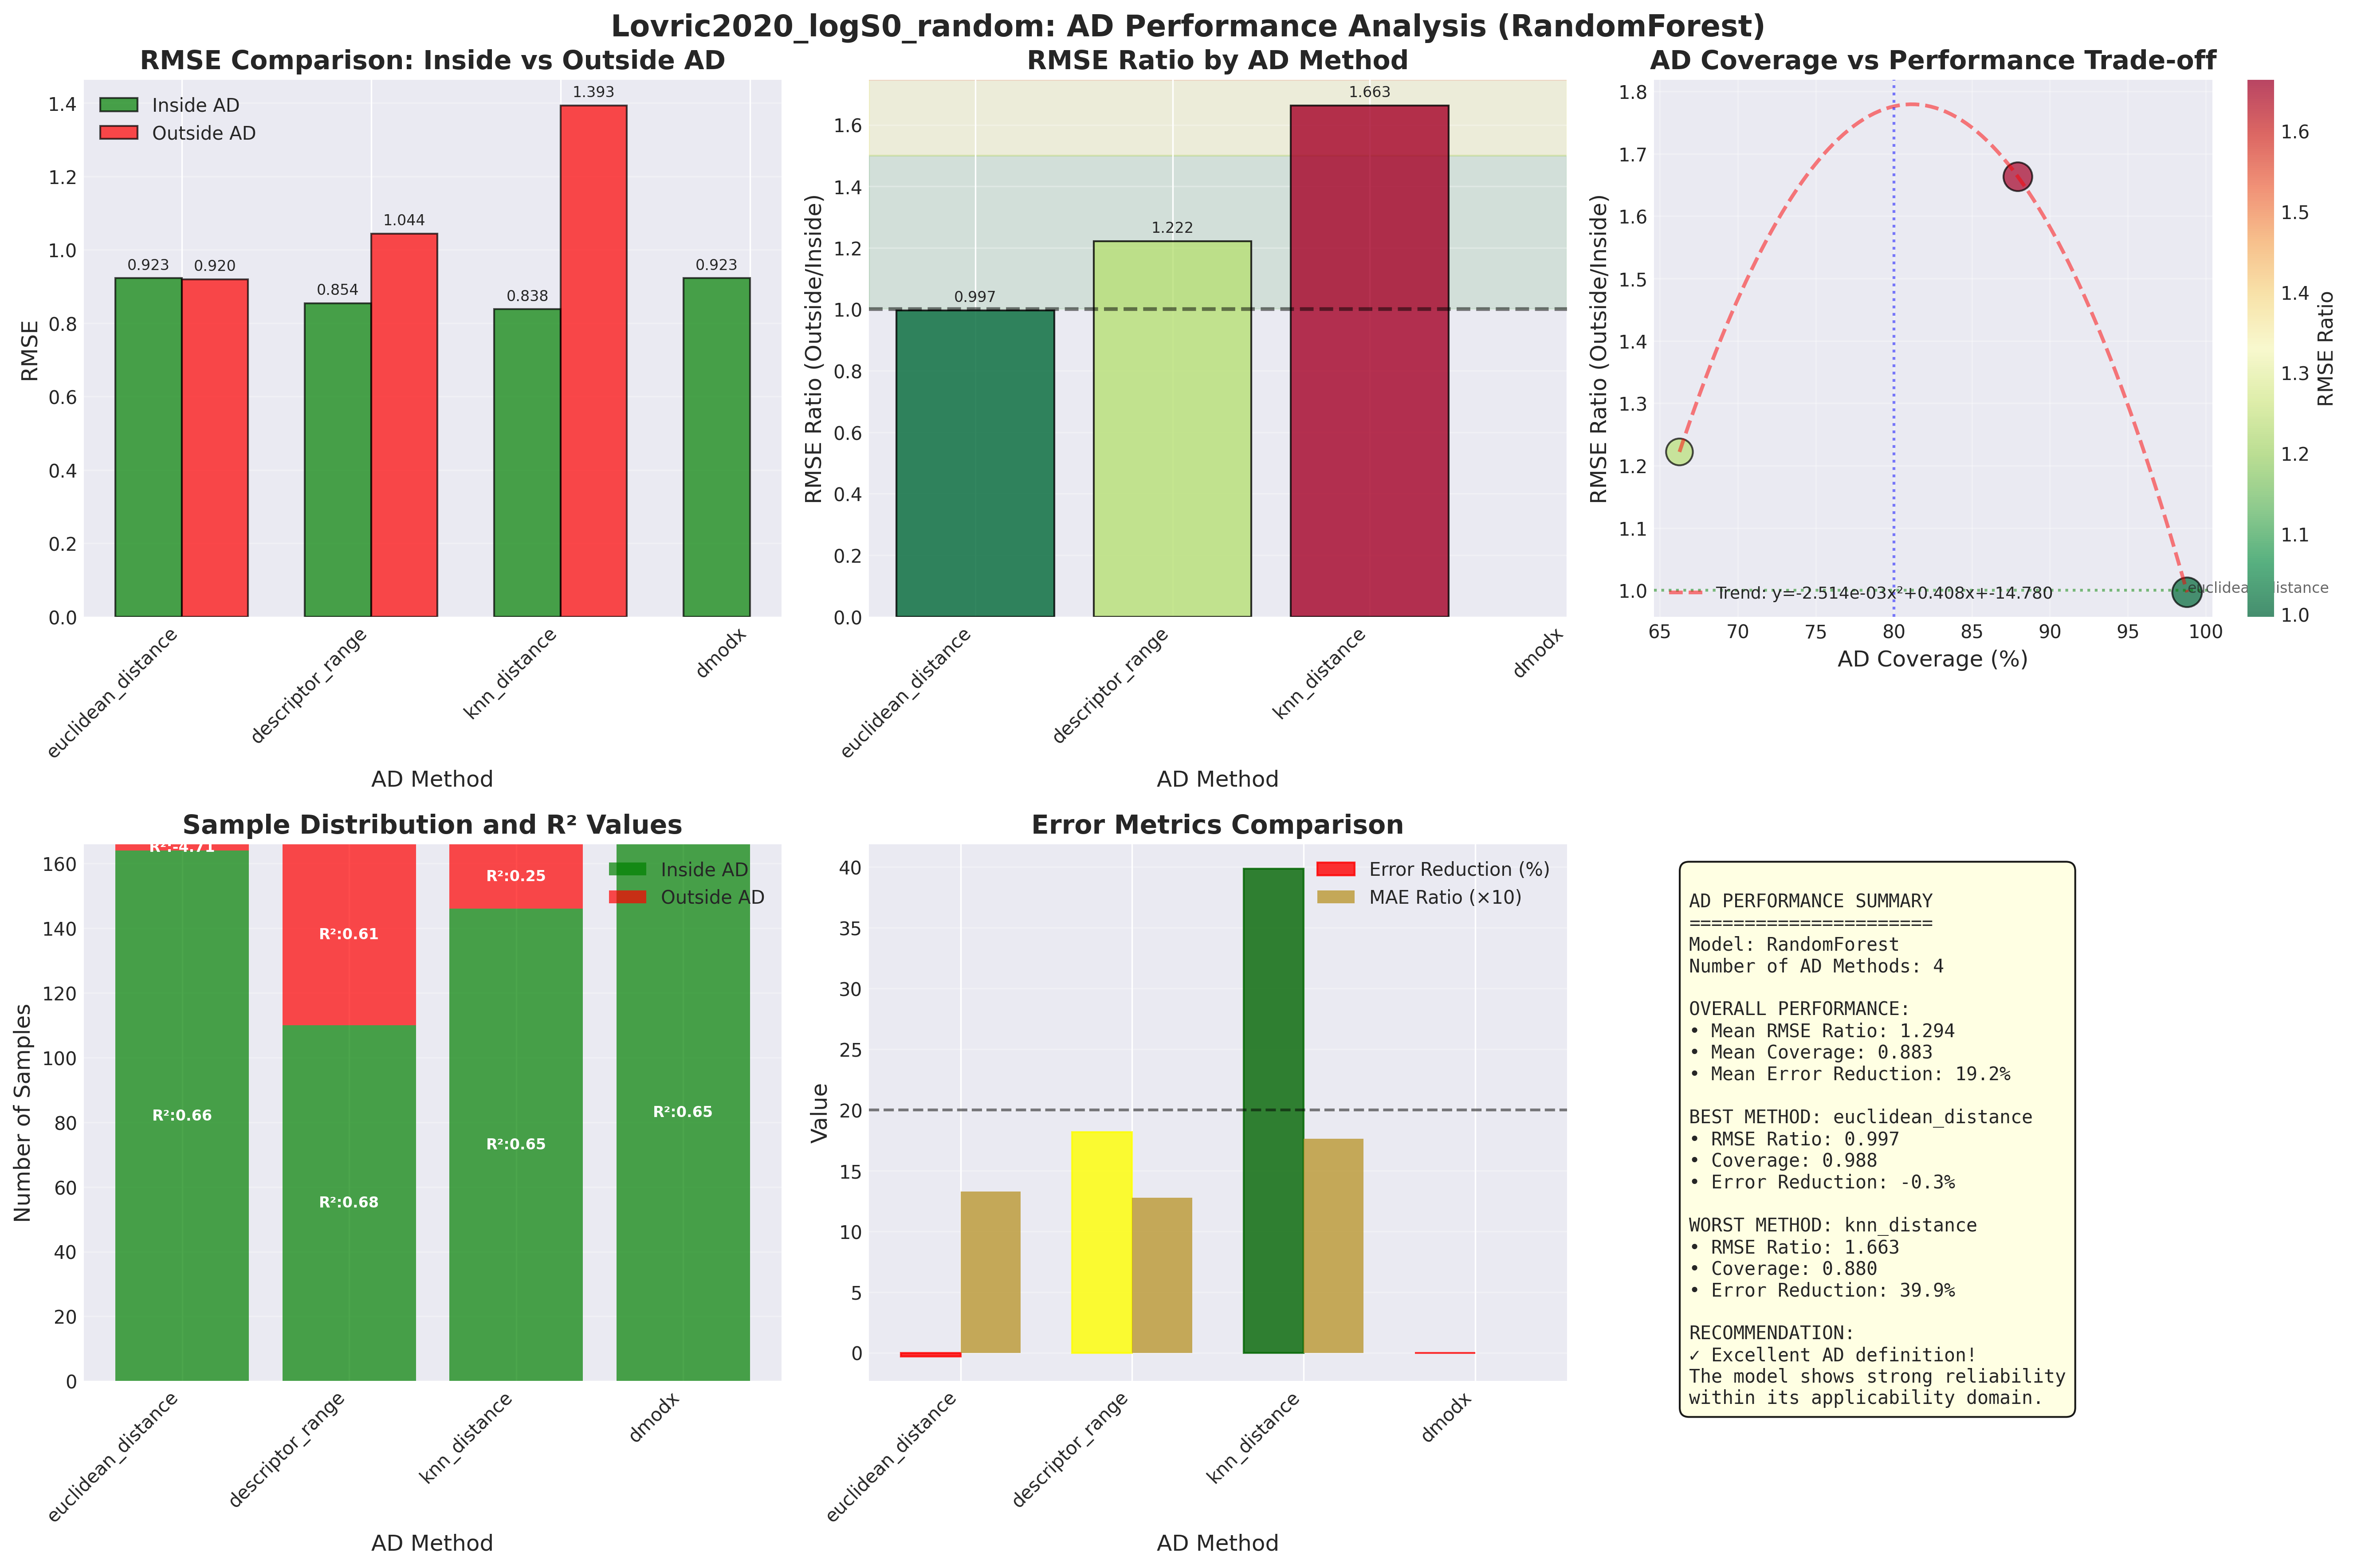 Lovric2020_logS0_random: AD Performance Analysis (RandomForest)
RMSE Comparison: Inside vs Outside AD
Inside AD
Outside AD
RMSE
1.4
1.2
1.0
0.8
0.6
0.4
0.2
0.0
0.923
0.920
0.854
1.044
0.838
1.393
0.923
euclidean_distance
descriptor_range
knn_distance
dmodx
AD Method
RMSE Ratio by AD Method
RMSE Ratio (Outside/Inside)
1.6
1.4
1.2
1.0
0.8
0.6
0.4
0.2
0.0
0.997
1.222
1.663
euclidean_distance
descriptor_range
knn_distance
dmodx
AD Method
AD Coverage vs Performance Trade-off
RMSE Ratio (Outside/Inside)
1.8
1.7
1.6
1.5
1.4
1.3
1.2
1.1
1.0
Trend: y=-2.514e-03x²+0.408x+-14.780
euclidean_distance
65 70 75 80 85 90 95 100
AD Coverage (%)
1.6
1.5
1.4
1.3
1.2
1.1
1.0
RMSE Ratio
Sample Distribution and R² Values
Inside AD
Outside AD
Number of Samples
160
140
120
100
80
60
40
20
0
R²:-4.71
R²:0.66
R²:0.61
R²:0.68
R²:0.25
R²:0.65
R²:0.65
euclidean_distance
descriptor_range
knn_distance
dmodx
AD Method
Error Metrics Comparison
Error Reduction (%)
MAE Ratio (×10)
Value
40
35
30
25
20
15
10
5
0
euclidean_distance
descriptor_range
knn_distance
dmodx
AD Method
AD PERFORMANCE SUMMARY
======================
Model: RandomForest
Number of AD Methods: 4
OVERALL PERFORMANCE:
• Mean RMSE Ratio: 1.294
• Mean Coverage: 0.883
• Mean Error Reduction: 19.2%
BEST METHOD: euclidean_distance
• RMSE Ratio: 0.997
• Coverage: 0.988
• Error Reduction: -0.3%
WORST METHOD: knn_distance
• RMSE Ratio: 1.663
• Coverage: 0.880
• Error Reduction: 39.9%
RECOMMENDATION:
✓ Excellent AD definition!
The model shows strong reliability
within its applicability domain.